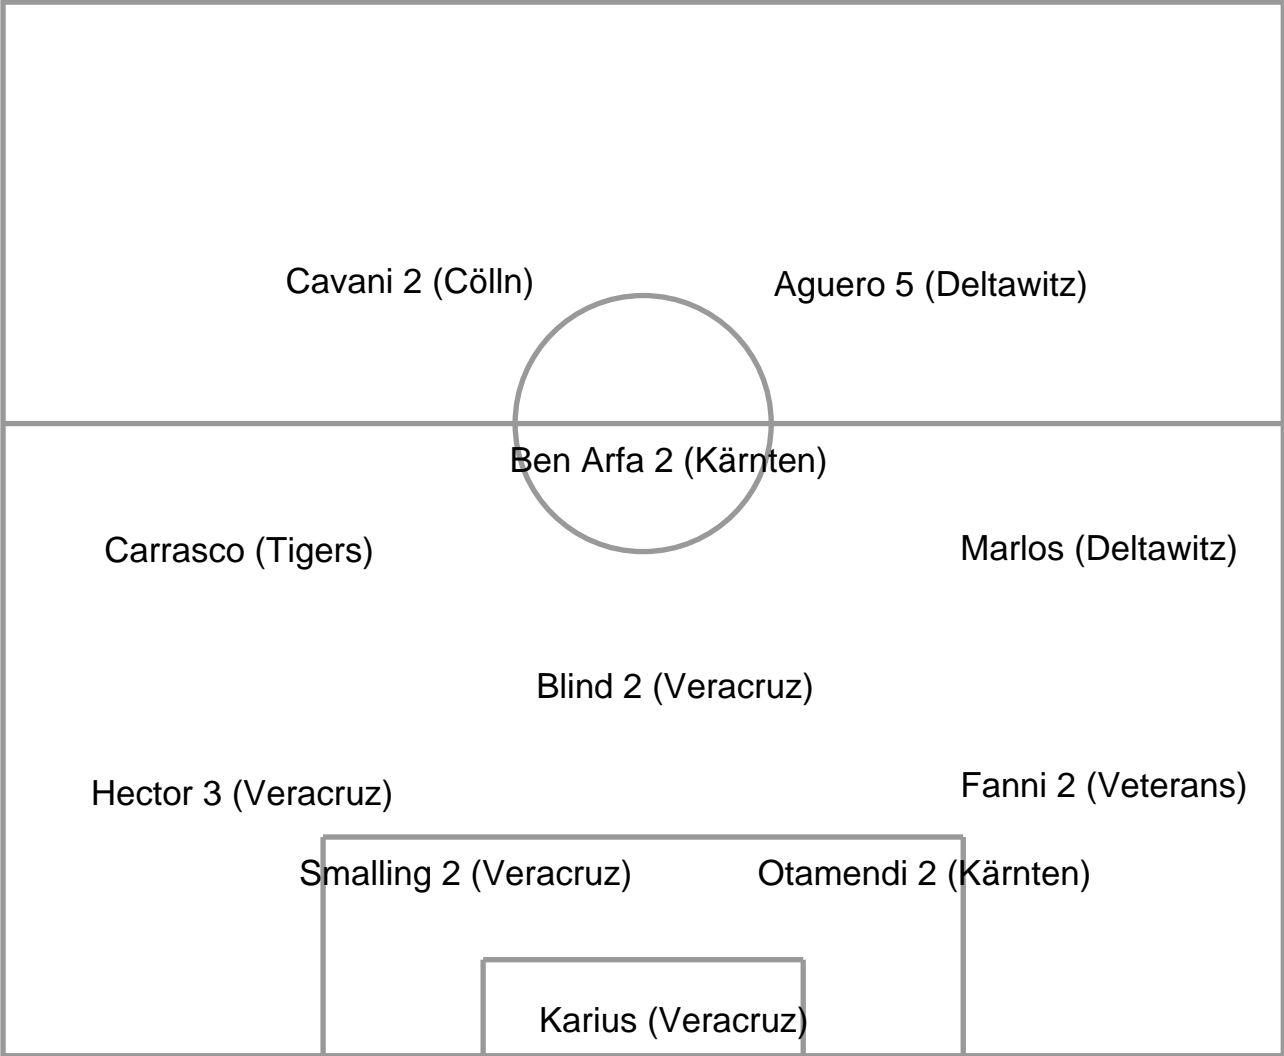 Cavani 2 (Cölln)
Aguero 5 (Deltawitz)
Ben Arfa 2 (Kärnten)
Carrasco (Tigers)
Marlos (Deltawitz)
Blind 2 (Veracruz)
Hector 3 (Veracruz)
Fanni 2 (Veterans)
Smalling 2 (Veracruz)
Otamendi 2 (Kärnten)
Karius (Veracruz)